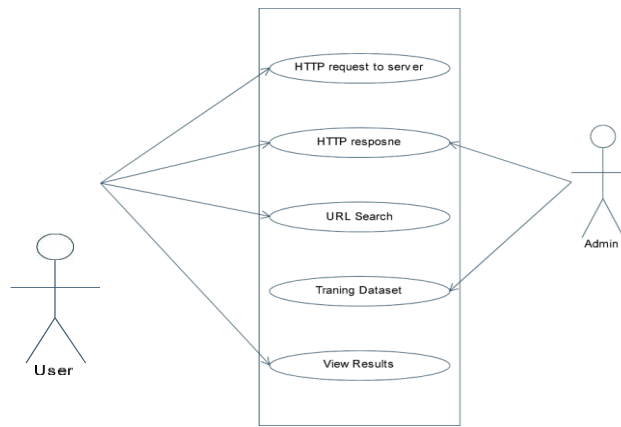 HTTP request to server
HTTP resposne
URL Search
Admin
Traning Dataset
View Results
User